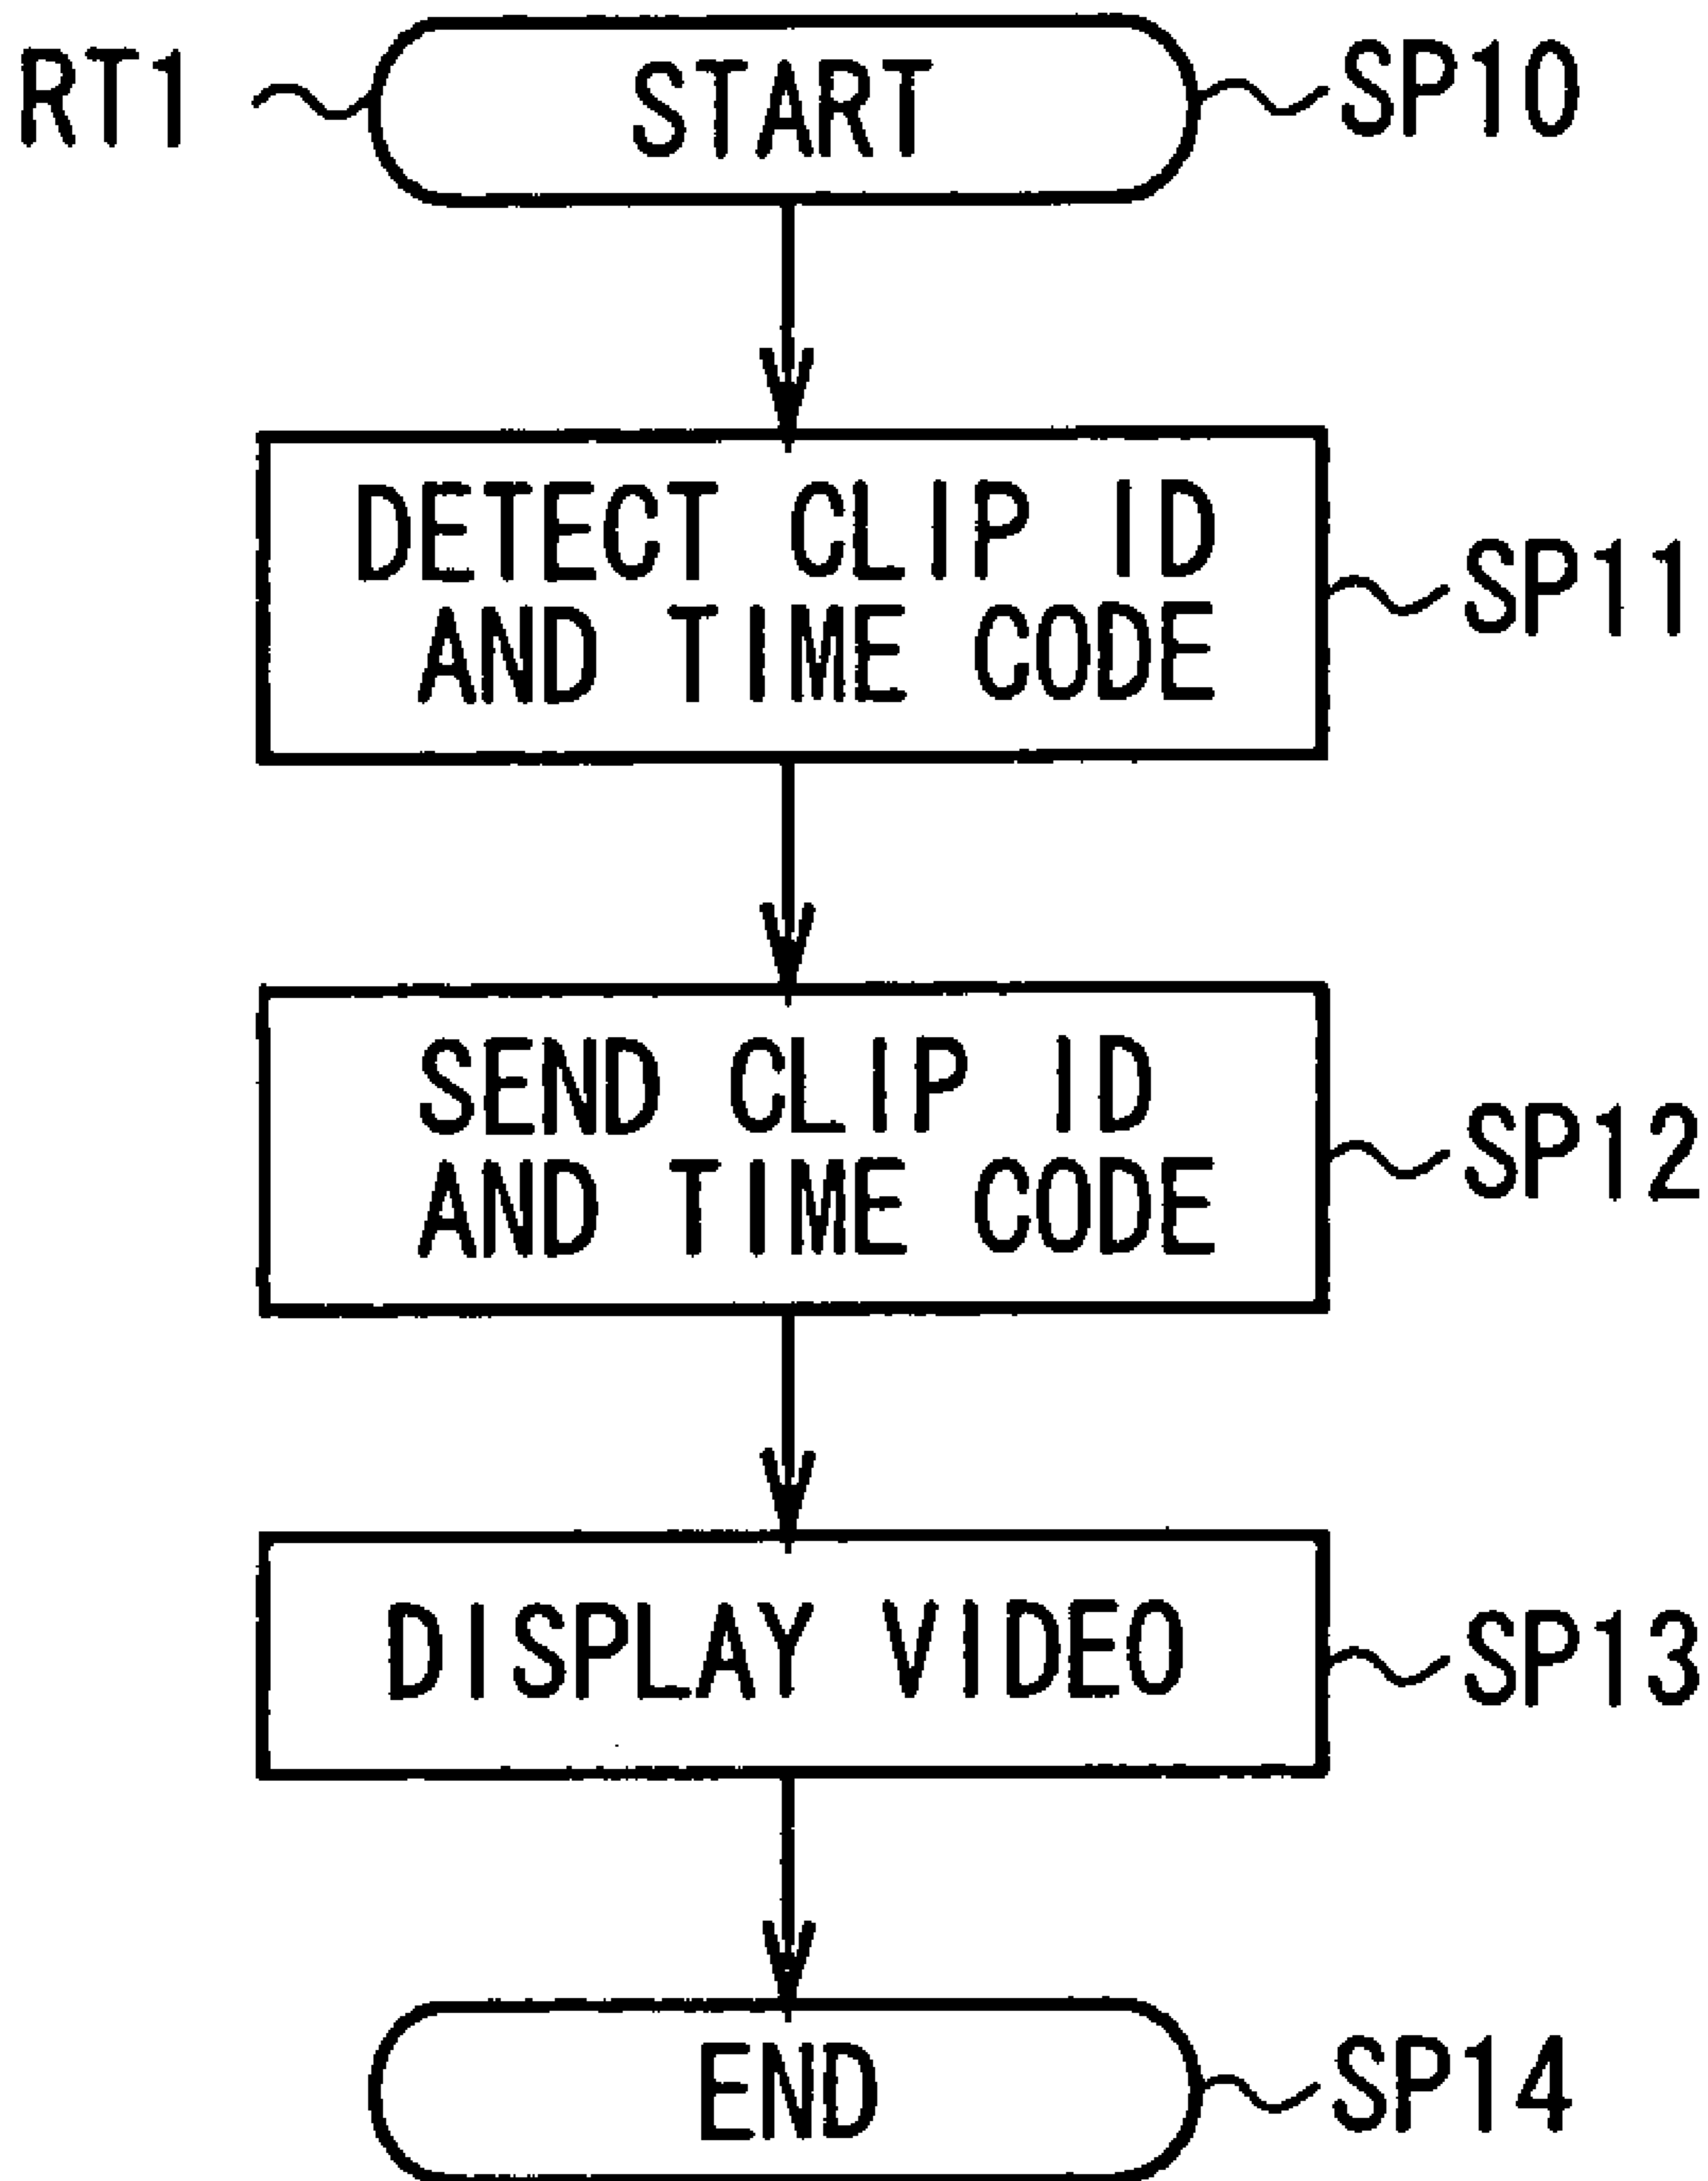 RT1 START SP10
DETECT CLIP ID
AND TIME CODE
SP11
SEND CLIP ID
AND TIME CODE
SP12
DISPLAY VIDEO SP13
END SP14